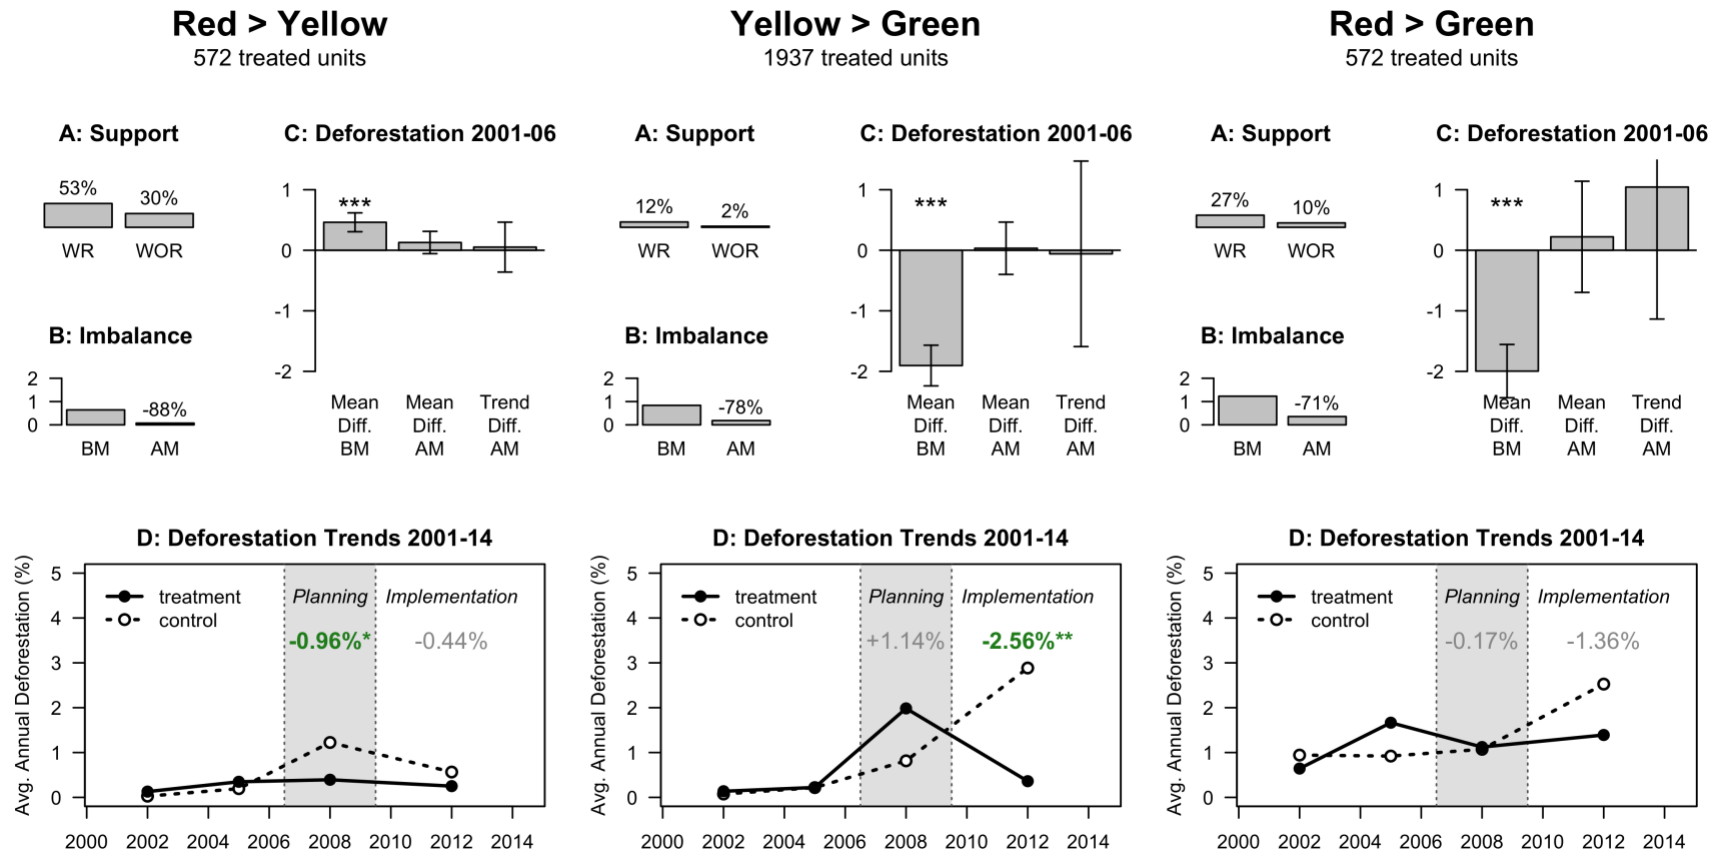 Red > Yellow
572 treated units
A: Support
53%
30%
WR
WOR
B: Imbalance
2
1
0
-88%
BM
AM
C: Deforestation 2001-06
1
0
-1
-2
***
Mean
Diff.
BM
Mean
Diff.
AM
Trend
Diff.
AM
D: Deforestation Trends 2001-14
Avg. Annual Deforestation (%)
5
4
3
2
1
0
treatment
control
Planning
Implementation
-0.96%*
-0.44%
2000 2002 2004 2006 2008 2010 2012 2014
Yellow > Green
1937 treated units
A: Support
12%
2%
WR
WOR
B: Imbalance
2
1
0
-78%
BM
AM
C: Deforestation 2001-06
1
0
-1
-2
***
Mean
Diff.
BM
Mean
Diff.
AM
Trend
Diff.
AM
D: Deforestation Trends 2001-14
Avg. Annual Deforestation (%)
5
4
3
2
1
0
treatment
control
Planning
Implementation
+1.14%
-2.56%**
2000 2002 2004 2006 2008 2010 2012 2014
Red > Green
572 treated units
A: Support
27%
10%
WR
WOR
B: Imbalance
2
1
0
-71%
BM
AM
C: Deforestation 2001-06
1
0
-1
-2
***
Mean
Diff.
BM
Mean
Diff.
AM
Trend
Diff.
AM
D: Deforestation Trends 2001-14
Avg. Annual Deforestation (%)
5
4
3
2
1
0
treatment
control
Planning
Implementation
-0.17%
-1.36%
2000 2002 2004 2006 2008 2010 2012 2014